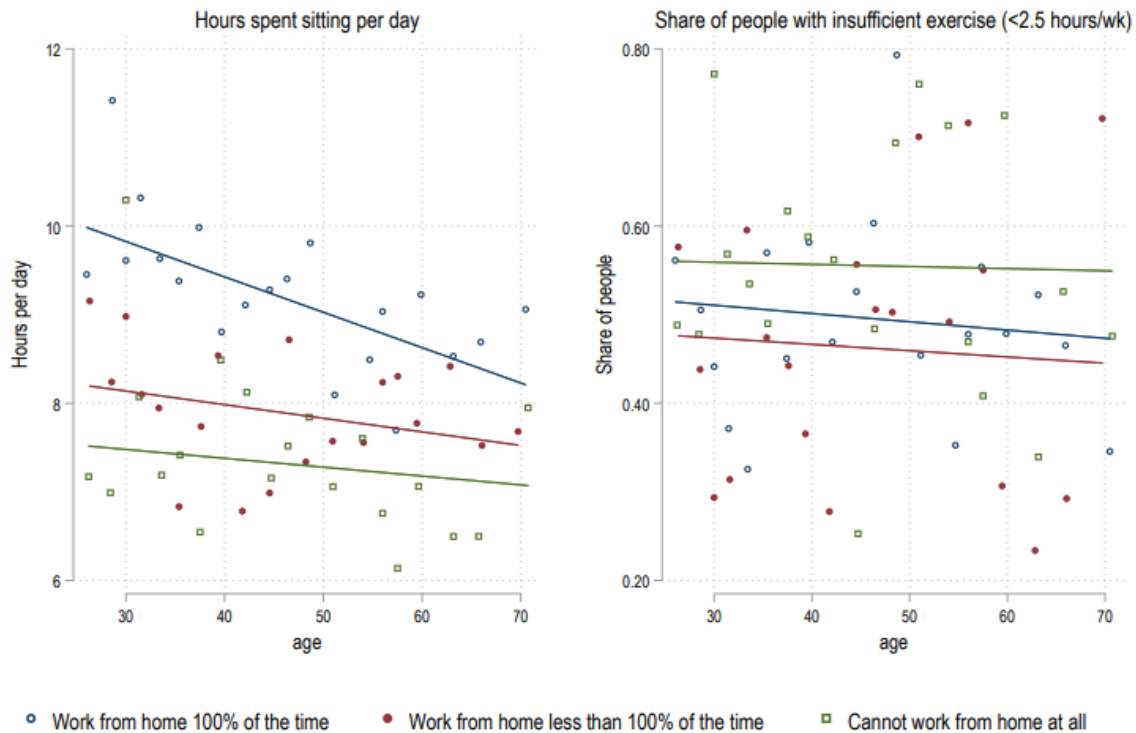 Hours spent sitting per day
Hours per day
12
10
8
6
30 40 50 60 70
age
Share of people with insufficient exercise (<2.5 hours/wk)
Share of people
0.80
0.60
0.40
0.20
30 40 50 60 70
age
Work from home 100% of the time
Work from home less than 100% of the time
Cannot work from home at all